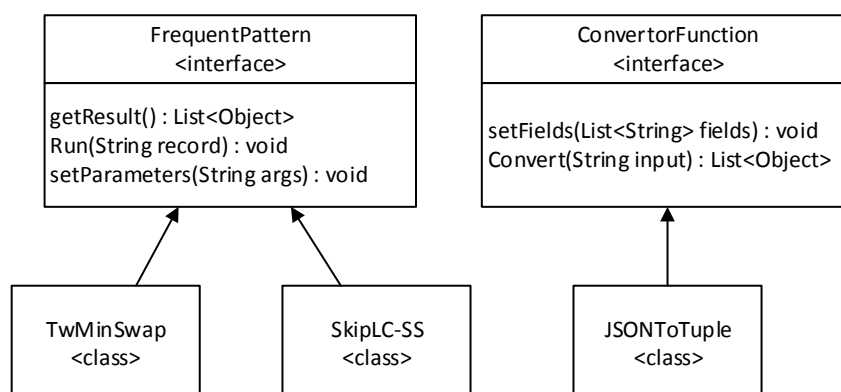 FrequentPattern
<interface>
getResult() : List<Object>
Run(String record) : void
setParameters(String args) : void
ConvertorFunction
<interface>
setFields(List<String> fields) : void
Convert(String input) : List<Object>
TwMinSwap
<class>
SkipLC-SS
<class>
JSONToTuple
<class>